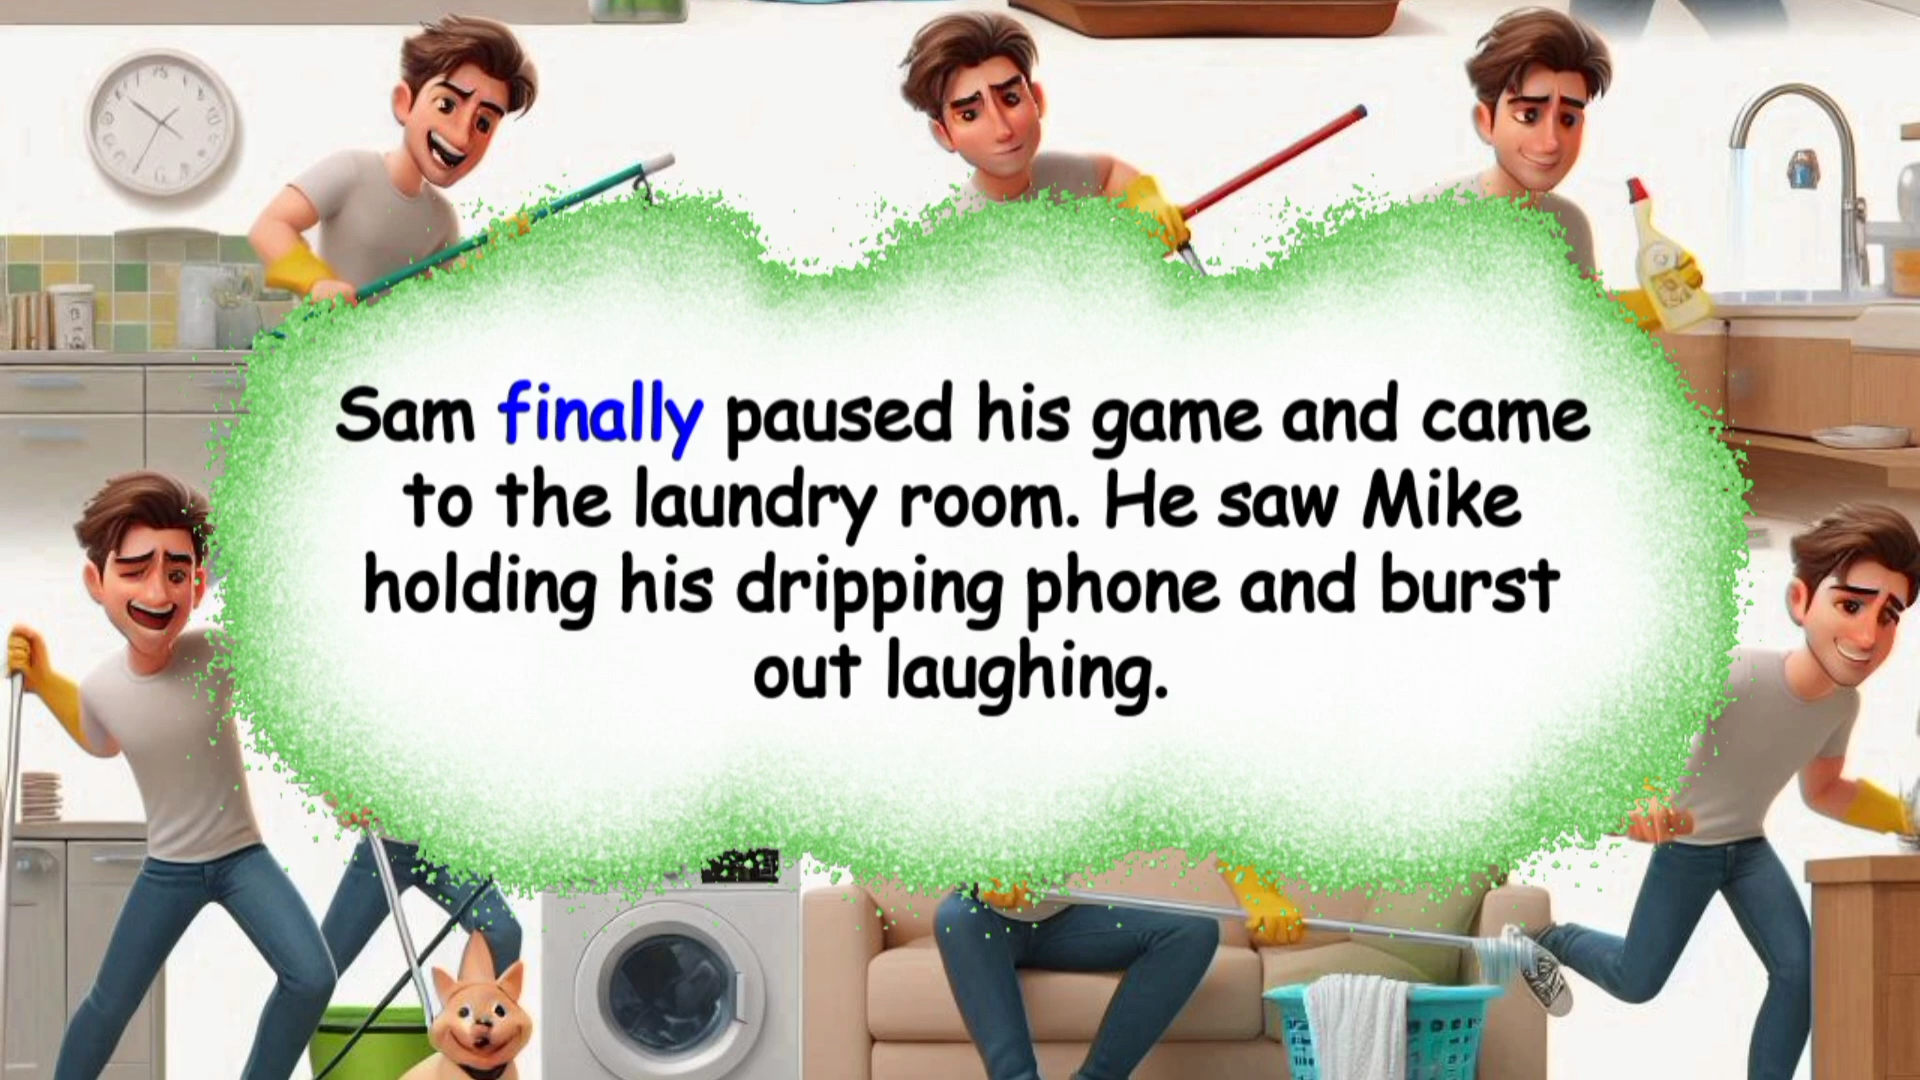 Sam finally paused his game and came
to the laundry room. He saw Mike
holding his dripping phone and burst
out laughing.